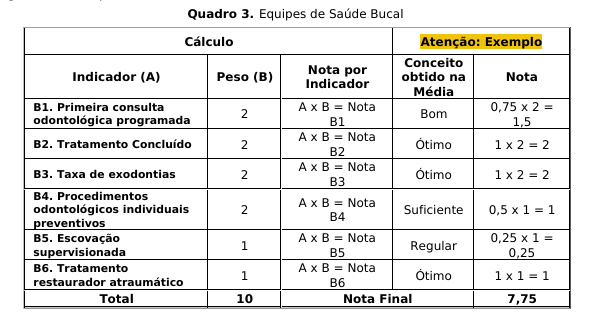 Quadro 3. Equipes de Saúde Bucal
Cálculo
Atenção: Exemplo
Indicador (A)
Peso (B)
Nota por
Indicador
Conceito
obtido na
Média
Nota
B1. Primeira consulta
odontológica programada
2
A x B = Nota
B1
Bom
0,75 x 2 =
1,5
B2. Tratamento Concluído
2
A x B = Nota
B2
Ótimo
1 x 2 = 2
B3. Taxa de exodontias
2
A x B = Nota
B3
Ótimo
1 x 2 = 2
B4. Procedimentos
odontológicos individuais
preventivos
2
A x B = Nota
B4
Suficiente
0,5 x 1 = 1
B5. Escovação
supervisionada
1
A x B = Nota
B5
Regular
0,25 x 1 =
0,25
B6. Tratamento
restaurador atraumático
1
A x B = Nota
B6
Ótimo
1 x 1 = 1
Total
10
Nota Final
7,75